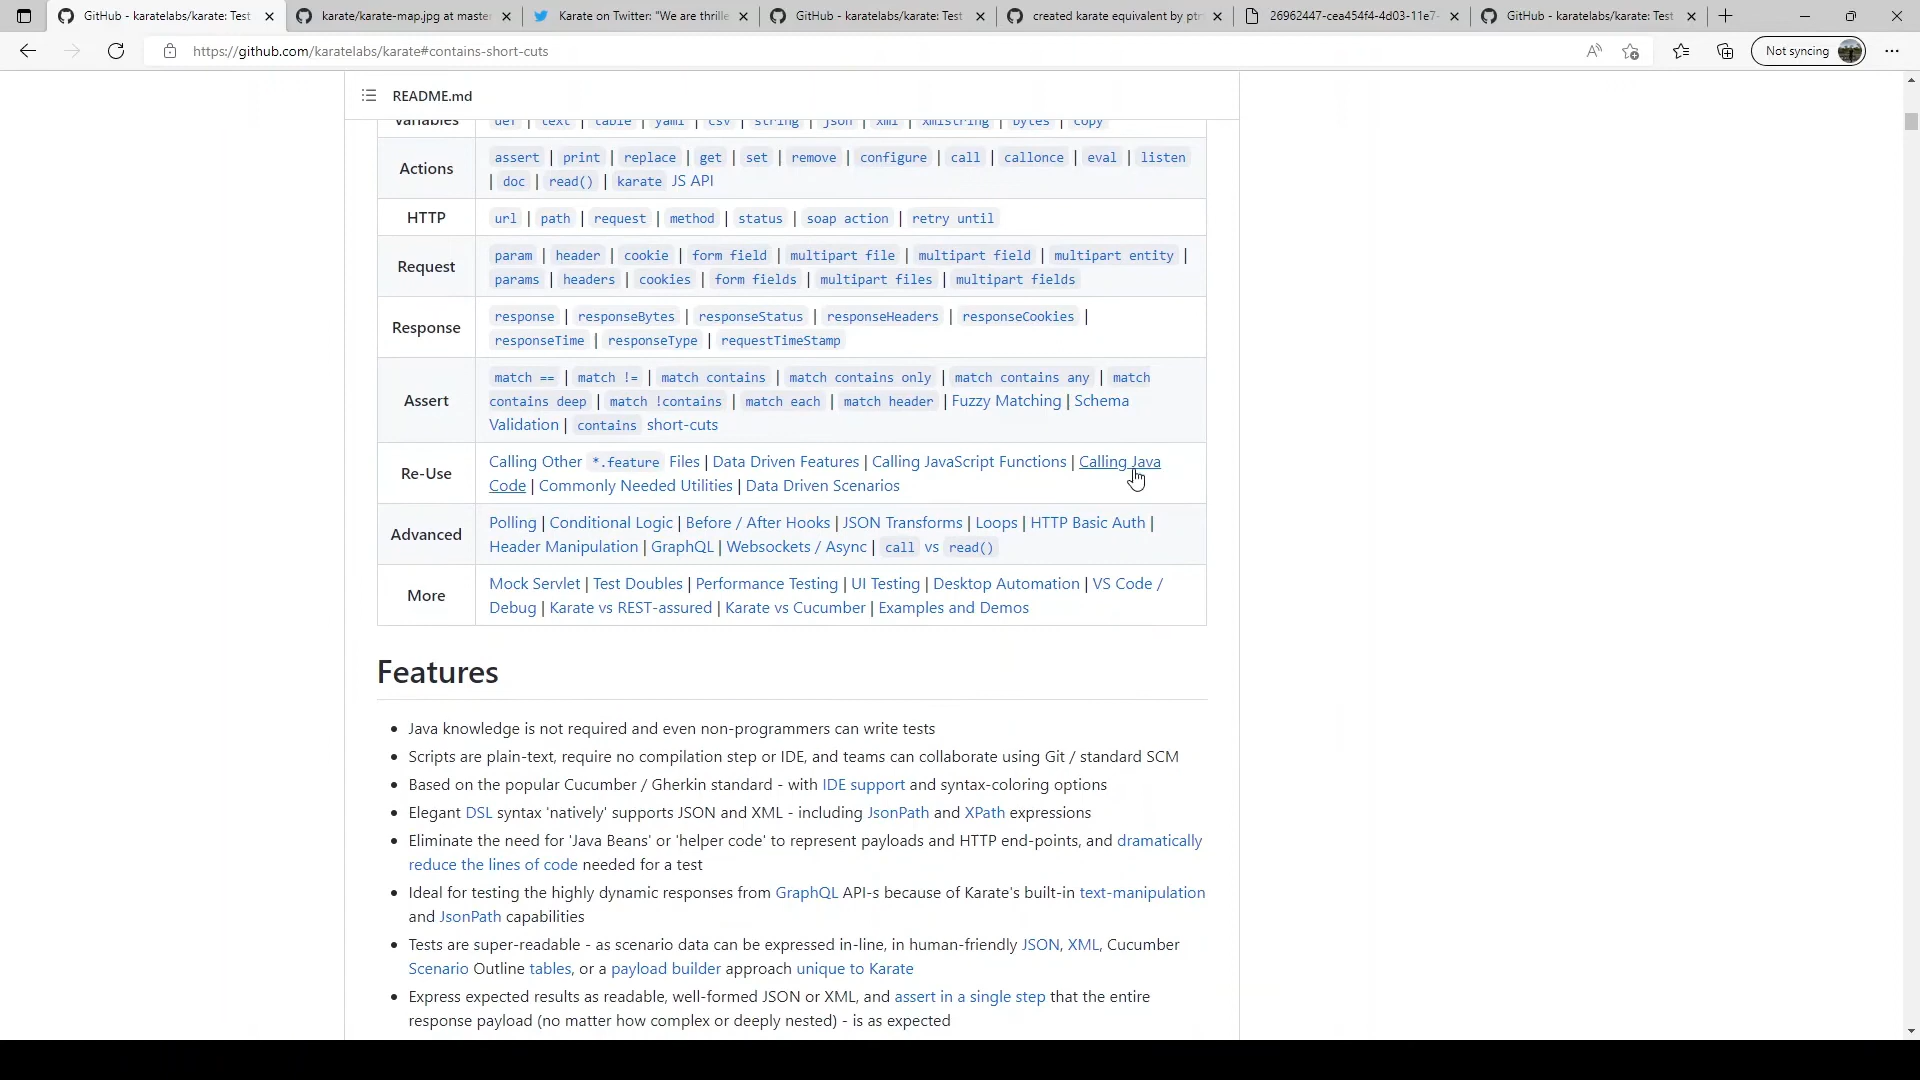 GitHub - karatelabs/karate: Test
karate/karate-map.jpg at master
Karate on Twitter: "We are thrille
GitHub - karatelabs/karate: Test
created karate equivalent by ptr
26962447-cea454f4-4d03-11e7-
GitHub - karatelabs/karate: Test
https://github.com/karatelabs/karate#contains-short-cuts
Not syncing
README.md
Variables def | text | table | yaml | csv | string | json | xml | xmlstring | bytes | copy
Actions
assert | print | replace | get | set | remove | configure | call | callonce | eval | listen
| doc | read() | karate JS API
HTTP
url | path | request | method | status | soap action | retry until
Request
param | header | cookie | form field | multipart file | multipart field | multipart entity |
params | headers | cookies | form fields | multipart files | multipart fields
Response
response | responseBytes | responseStatus | responseHeaders | responseCookies |
responseTime | responseType | requestTimeStamp
Assert
match == | match != | match contains | match contains only | match contains any | match
contains deep | match !contains | match each | match header | Fuzzy Matching | Schema
Validation | contains short-cuts
Re-Use
Calling Other *.feature Files | Data Driven Features | Calling JavaScript Functions | Calling Java
Code | Commonly Needed Utilities | Data Driven Scenarios
Advanced
Polling | Conditional Logic | Before / After Hooks | JSON Transforms | Loops | HTTP Basic Auth |
Header Manipulation | GraphQL | Websockets / Async | call vs read()
More
Mock Servlet | Test Doubles | Performance Testing | UI Testing | Desktop Automation | VS Code /
Debug | Karate vs REST-assured | Karate vs Cucumber | Examples and Demos
Features
• Java knowledge is not required and even non-programmers can write tests
• Scripts are plain-text, require no compilation step or IDE, and teams can collaborate using Git / standard SCM
• Based on the popular Cucumber / Gherkin standard - with IDE support and syntax-coloring options
• Elegant DSL syntax 'natively' supports JSON and XML - including JsonPath and XPath expressions
• Eliminate the need for 'Java Beans' or 'helper code' to represent payloads and HTTP end-points, and dramatically
reduce the lines of code needed for a test
• Ideal for testing the highly dynamic responses from GraphQL API-s because of Karate's built-in text-manipulation
and JsonPath capabilities
• Tests are super-readable - as scenario data can be expressed in-line, in human-friendly JSON, XML, Cucumber
Scenario Outline tables, or a payload builder approach unique to Karate
• Express expected results as readable, well-formed JSON or XML, and assert in a single step that the entire
response payload (no matter how complex or deeply nested) - is as expected